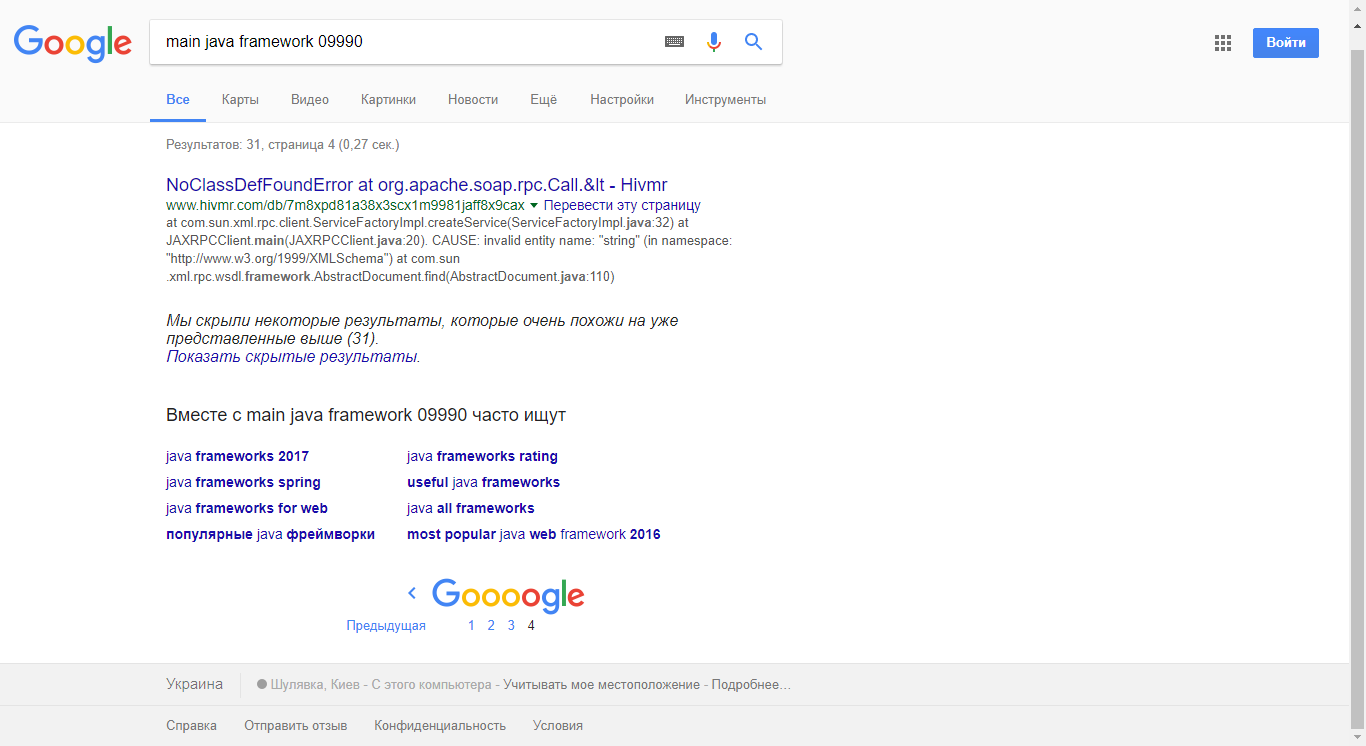 Google
main java framework 09990
Войти
Все Карты Видео Картинки Новости Ещё Настройки Инструменты
Результатов: 31, страница 4 (0,27 сек.)
NoClassDefFoundError at org.apache.soap.rpc.Call.&lt - Hivmr
www.hivmr.com/db/7m8xpd81a38x3scx1m9981jaff8x9cax Перевести эту страницу
at com.sun.xml.rpc.client.ServiceFactoryImpl.createService(ServiceFactoryImpl.java:32) at
JAXRPCClient.main(JAXRPCClient.java:20). CAUSE: invalid entity name: "string" (in namespace:
"http://www.w3.org/1999/XMLSchema") at com.sun
.xml.rpc.wsdl.framework.AbstractDocument.find(AbstractDocument.java:110)
Мы скрыли некоторые результаты, которые очень похожи на уже
представленные выше (31).
Показать скрытые результаты.
Вместе с main java framework 09990 часто ищут
java frameworks 2017 java frameworks rating
java frameworks spring useful java frameworks
java frameworks for web java all frameworks
популярные java фреймворки most popular java web framework 2016
Goooogle
Предыдущая 1 2 3 4
Украина Шулявка, Киев - С этого компьютера - Учитывать мое местоположение - Подробнее…
Справка Отправить отзыв Конфиденциальность Условия